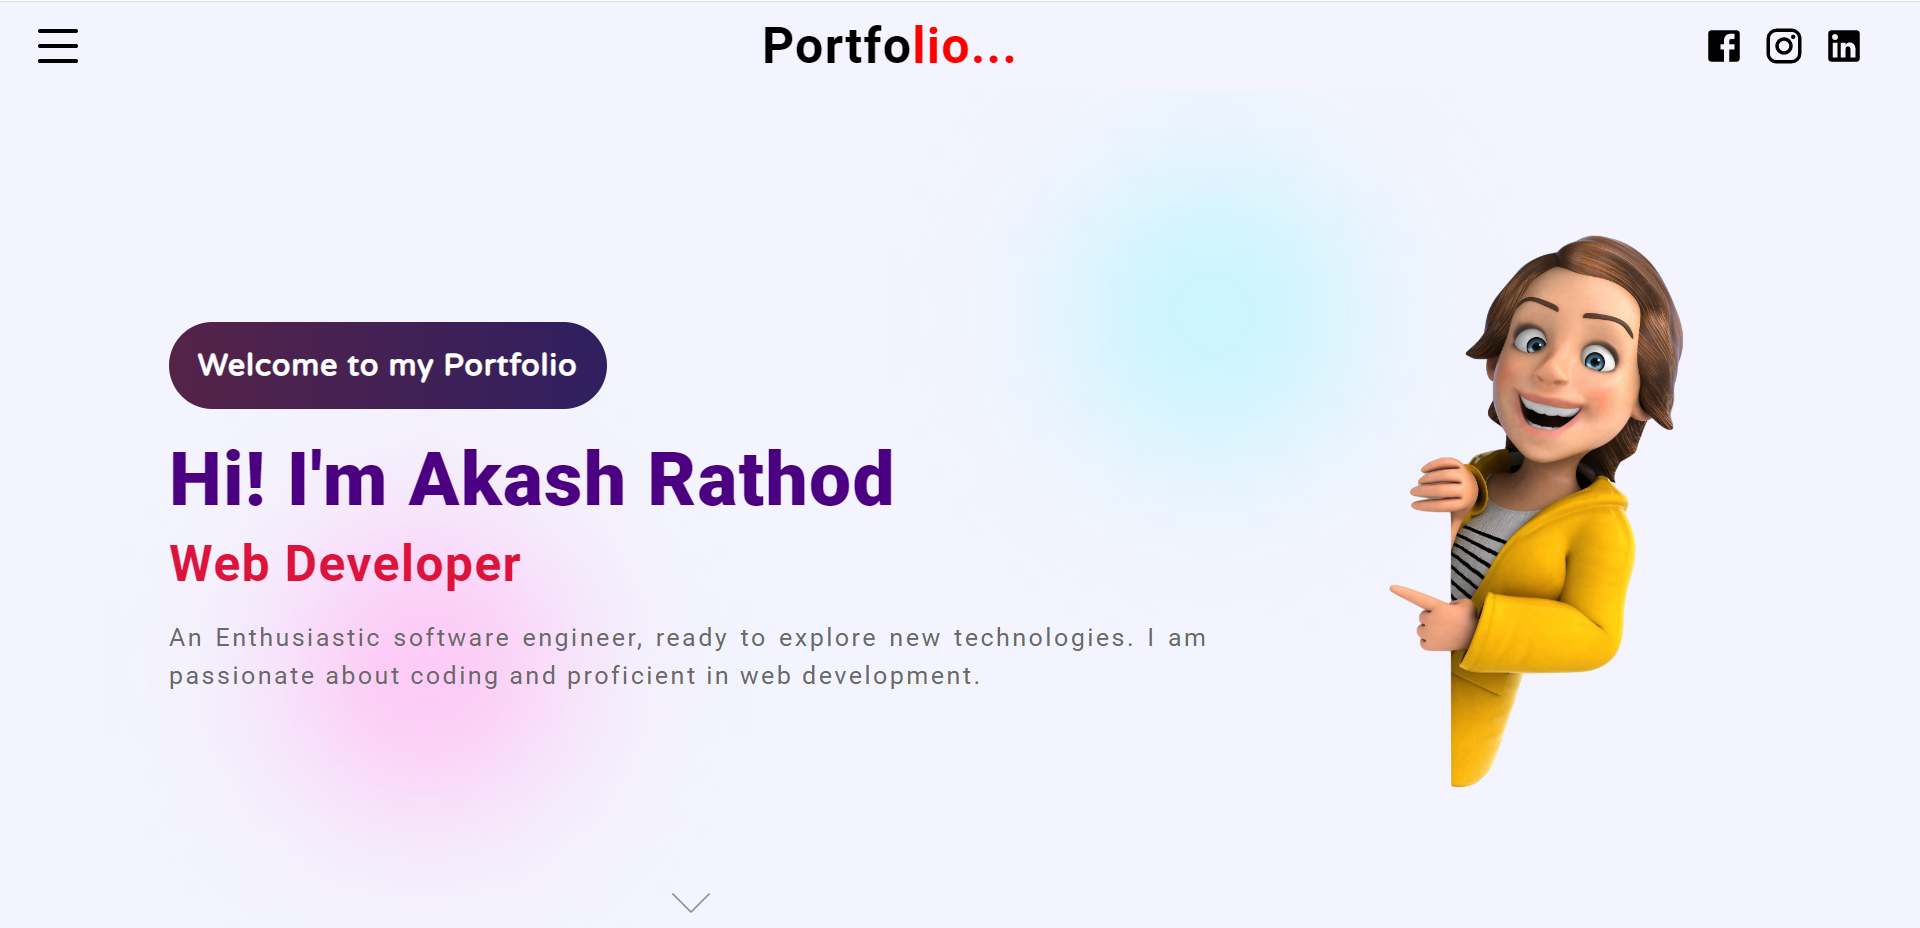 Portfolio...
Welcome to my Portfolio
Hi! I'm Akash Rathod
Web Developer
An Enthusiastic software engineer, ready to explore new technologies. I am
passionate about coding and proficient in web development.